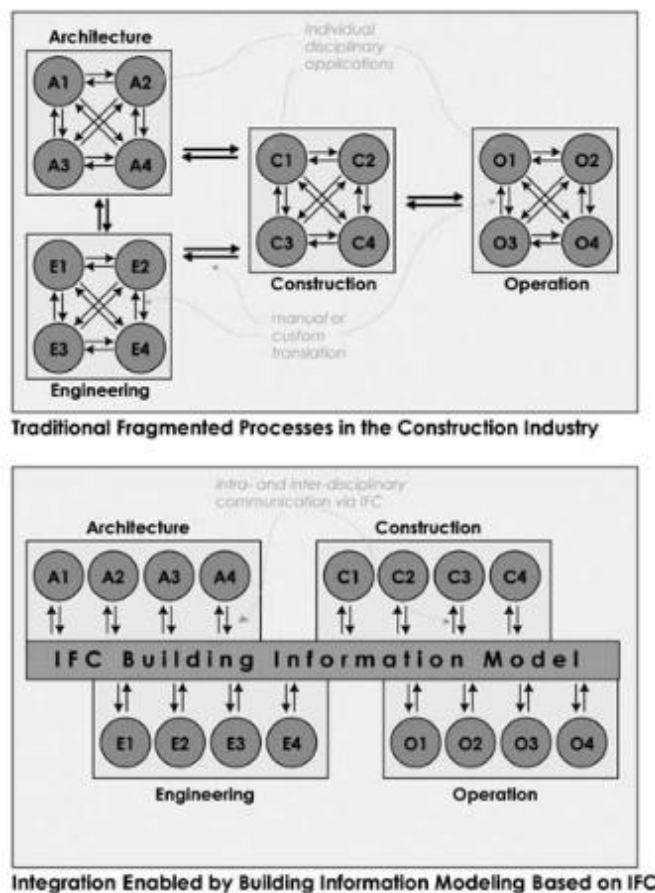 Architecture
individual
disciplinary
applications
A1 A2
A3 A4
C1 C2
C3 C4
O1 O2
O3 O4
Construction
Operation
E1 E2
E3 E4
manual or
custom
translation
Engineering
Traditional Fragmented Processes in the Construction Industry
intra- and inter-disciplinary
communication via IFC
Architecture
Construction
A1 A2 A3 A4
C1 C2 C3 C4
IFC Building Information Model
E1 E2 E3 E4
O1 O2 O3 O4
Engineering
Operation
Integration Enabled by Building Information Modeling Based on IFC